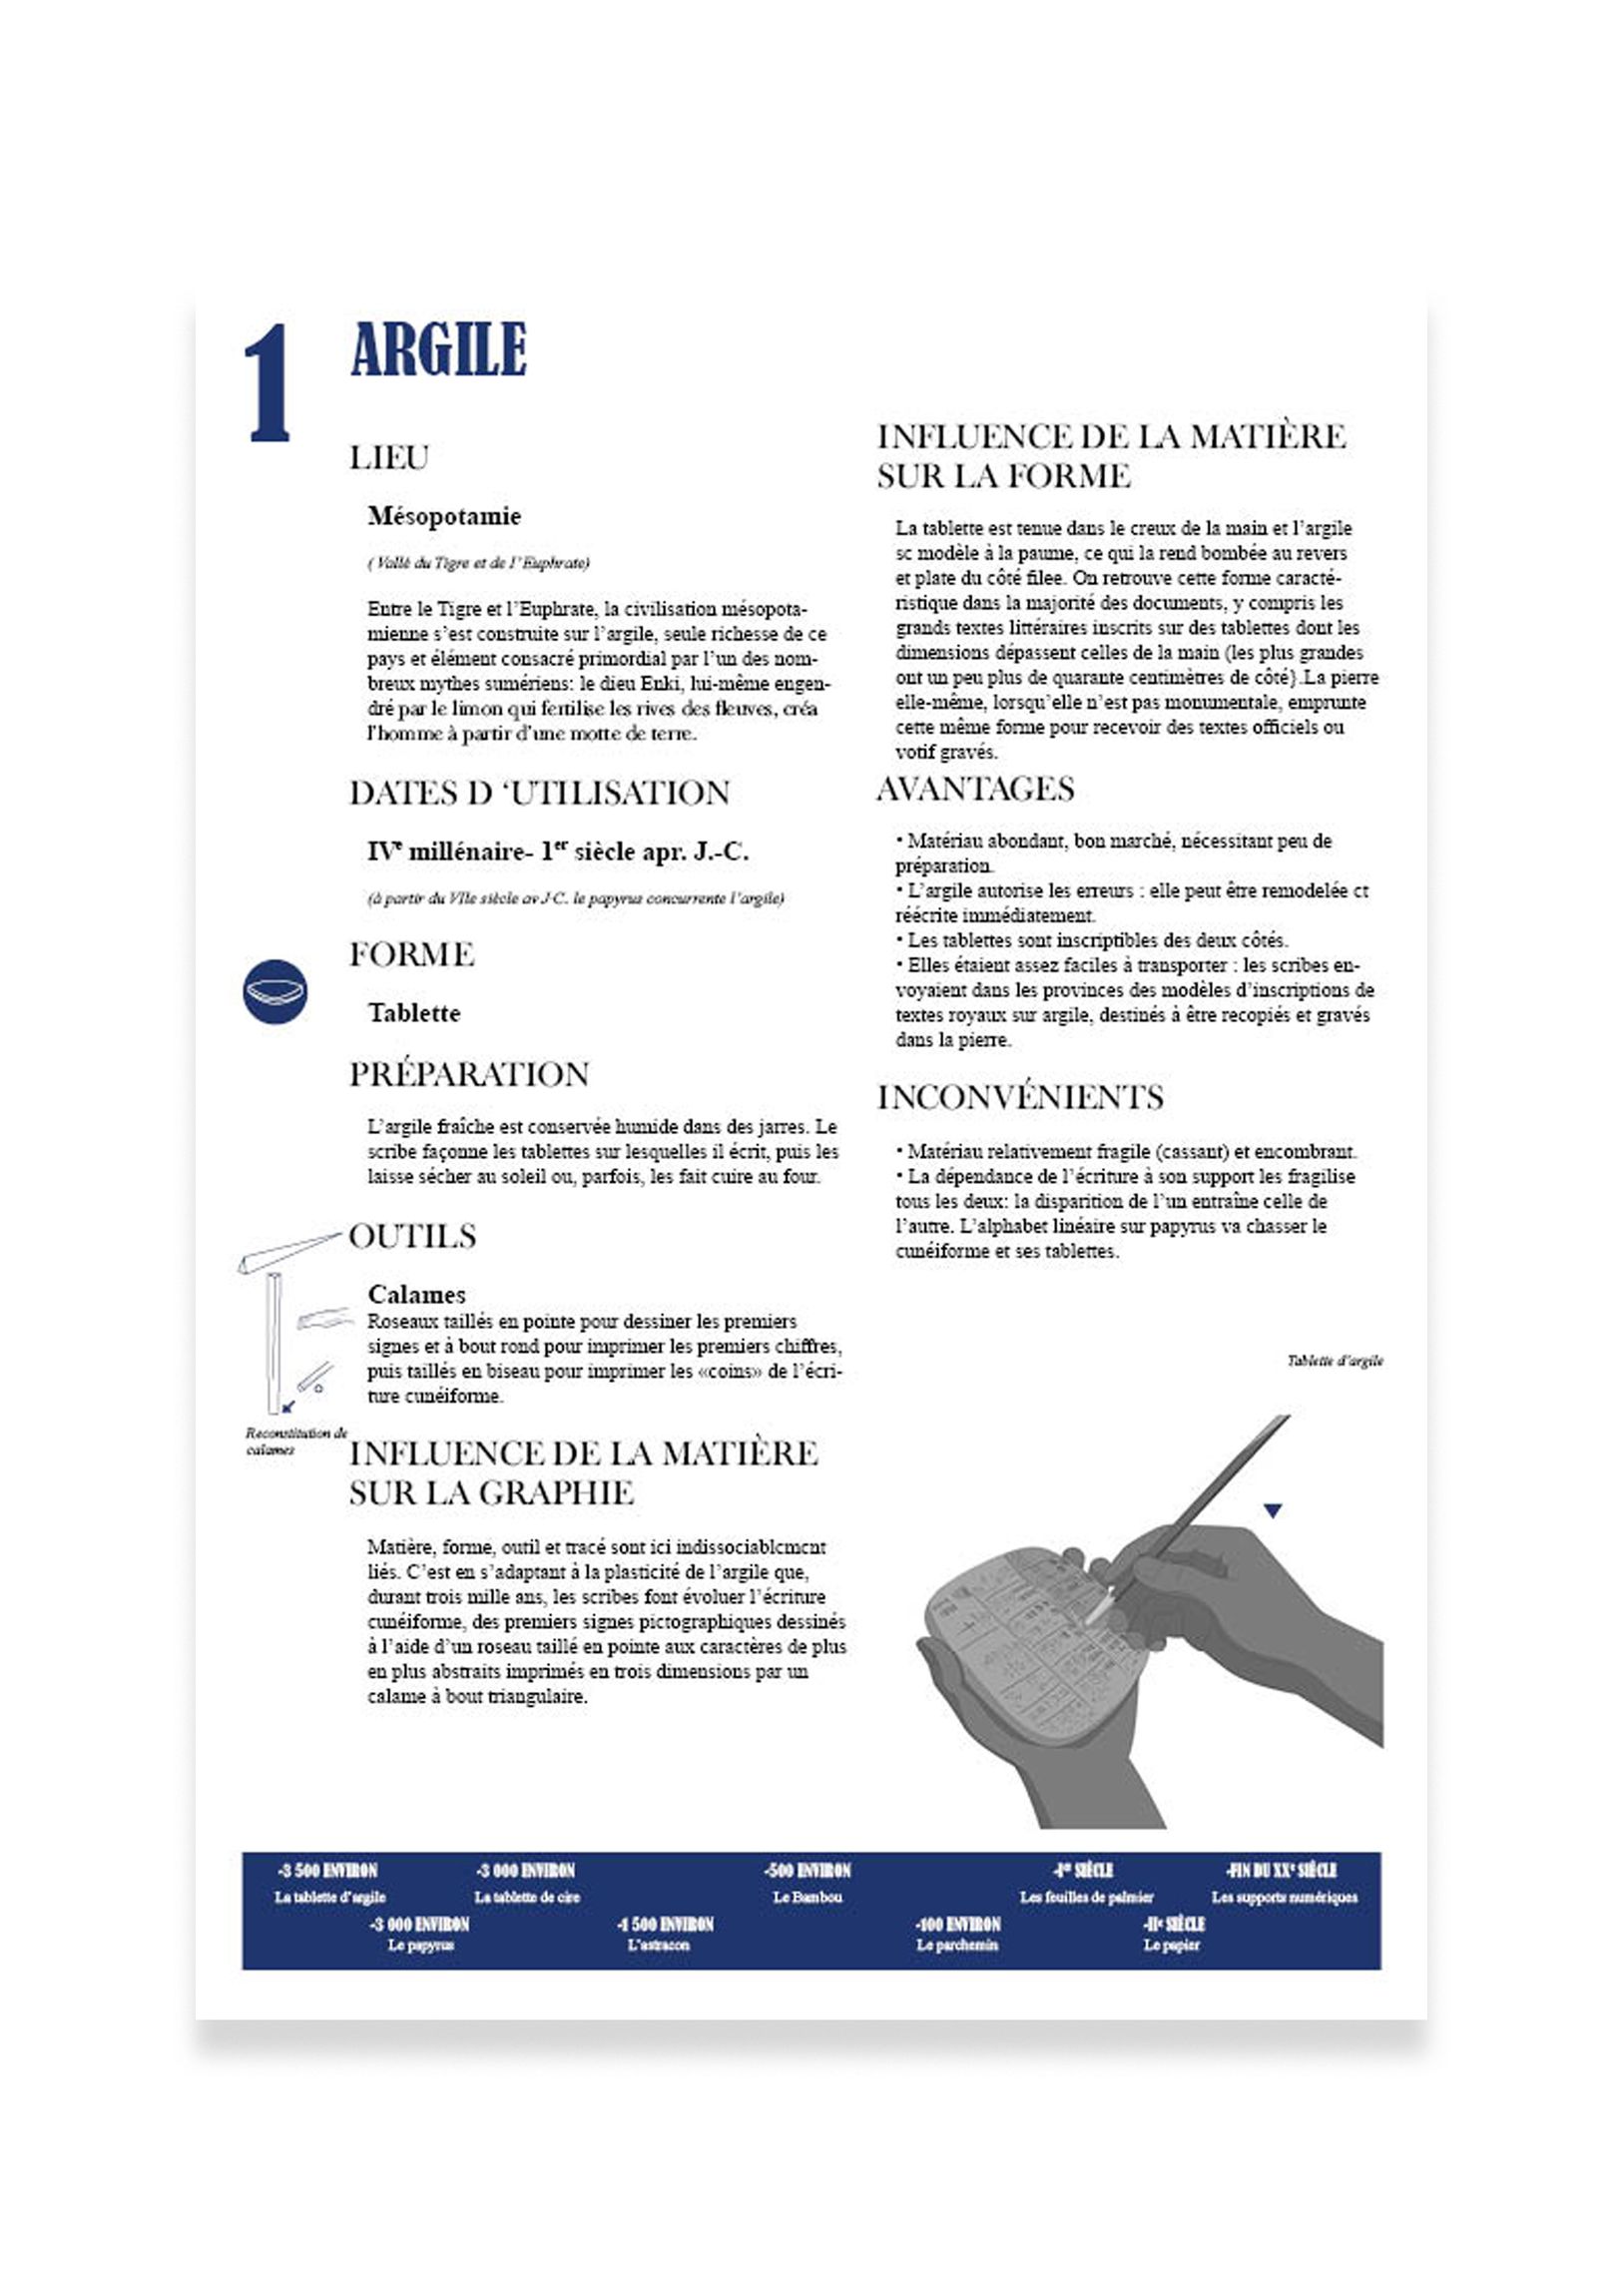 1
ARGILE
LIEU
Mésopotamie
( Vallè du Tigre et de l'Euphrate)
Entre le Tigre et l'Euphrate, la civilisation mésopota-
mienne s'est construite sur l'argile, seule richesse de ce
pays et élément consacré primordial par l'un des nom-
breux mythes sumériens: le dieu Enki, lui-même engen-
dré par le limon qui fertilise les rives des fleuves, créa
l'homme à partir d'une motte de terre.
DATES D ‘UTILISATION
IVe millénaire- 1er siècle apr. J.-C.
(à partir du VIIe siècle av J-C. le papyrus concurrente l'argile)
FORME
Tablette
PRÉPARATION
L'argile fraîche est conservée humide dans des jarres. Le
scribe façonne les tablettes sur lesquelles il écrit, puis les
laisse sécher au soleil ou, parfois, les fait cuire au four.
OUTILS
Calames
Roseaux taillés en pointe pour dessiner les premiers
signes et à bout rond pour imprimer les premiers chiffres,
puis taillés en biseau pour imprimer les «coins» de l'écri-
ture cunéiforme.
Reconstitution de
calames
INFLUENCE DE LA MATIÈRE
SUR LA GRAPHIE
Matière, forme, outil et tracé sont ici indissociablcmcnt
liés. C'est en s'adaptant à la plasticité de l'argile que,
durant trois mille ans, les scribes font évoluer l'écriture
cunéiforme, des premiers signes pictographiques dessinés
à l'aide d'un roseau taillé en pointe aux caractères de plus
en plus abstraits imprimés en trois dimensions par un
calame à bout triangulaire.
INFLUENCE DE LA MATIÈRE
SUR LA FORME
La tablette est tenue dans le creux de la main et l'argile
sc modèle à la paume, ce qui la rend bombée au revers
et plate du côté filee. On retrouve cette forme caracté-
ristique dans la majorité des documents, y compris les
grands textes littéraires inscrits sur des tablettes dont les
dimensions dépassent celles de la main (les plus grandes
ont un peu plus de quarante centimètres de côté}.La pierre
elle-même, lorsqu'elle n'est pas monumentale, emprunte
cette même forme pour recevoir des textes officiels ou
votif gravés.
AVANTAGES
• Matériau abondant, bon marché, nécessitant peu de
préparation.
• L'argile autorise les erreurs : elle peut être remodelée ct
réécrite immédiatement.
• Les tablettes sont inscriptibles des deux côtés.
• Elles étaient assez faciles à transporter : les scribes en-
voyaient dans les provinces des modèles d'inscriptions de
textes royaux sur argile, destinés à être recopiés et gravés
dans la pierre.
INCONVÉNIENTS
• Matériau relativement fragile (cassant) et encombrant.
• La dépendance de l'écriture à son support les fragilise
tous les deux: la disparition de l'un entraîne celle de
l'autre. L'alphabet linéaire sur papyrus va chasser le
cunéiforme et ses tablettes.
Tablette d'argile
-3 500 ENVIRON
La tablette d'argile
-3 000 ENVIRON
Le papyrus
-3 000 ENVIRON
La tablette de cire
-1 500 ENVIRON
L'astracon
-500 ENVIRON
Le Bambou
-100 ENVIRON
Le parchemin
-Ier SIÈCLE
Les feuilles de palmier
-IIe SIÈCLE
Le papier
-FIN DU XXe SIÈCLE
Les supports numériques